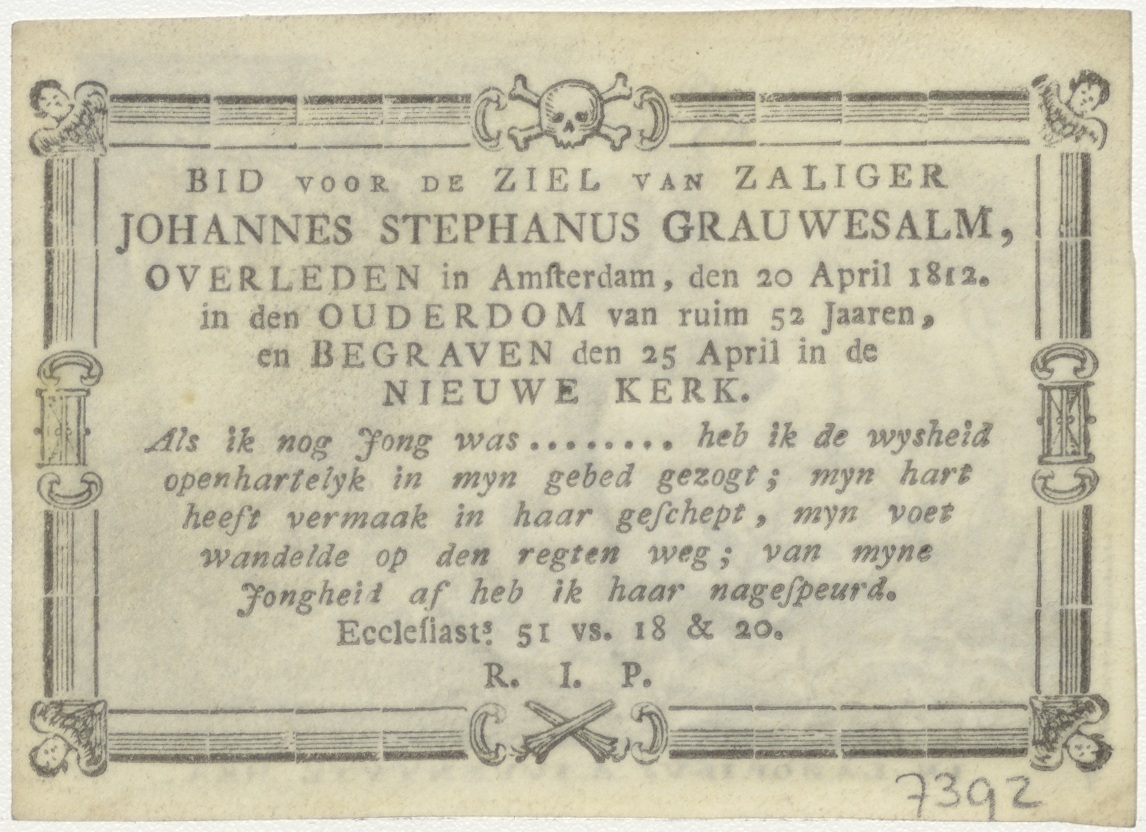 BID VOOR DE ZIEL VAN ZALIGER
JOHANNES STEPHANUS GRAUWESALM,
OVERLEDEN in Amſterdam, den 20 April 1812.
in den OUDERDOM van ruim 52 Jaaren,
en BEGRAVEN den 25 April in de
NIEUWE KERK.
Als ik nog Jong was........ heb ik de wysheid
openhartelyk in myn gebed gezogt; myn hart
heeft vermaak in haar geſchept, myn voet
wandelde op den regten weg; van myne
Jongheid af heb ik haar nageſpeurd.
Eccleſiasts. 51 vs. 18 & 20.
R. I. P.
7392